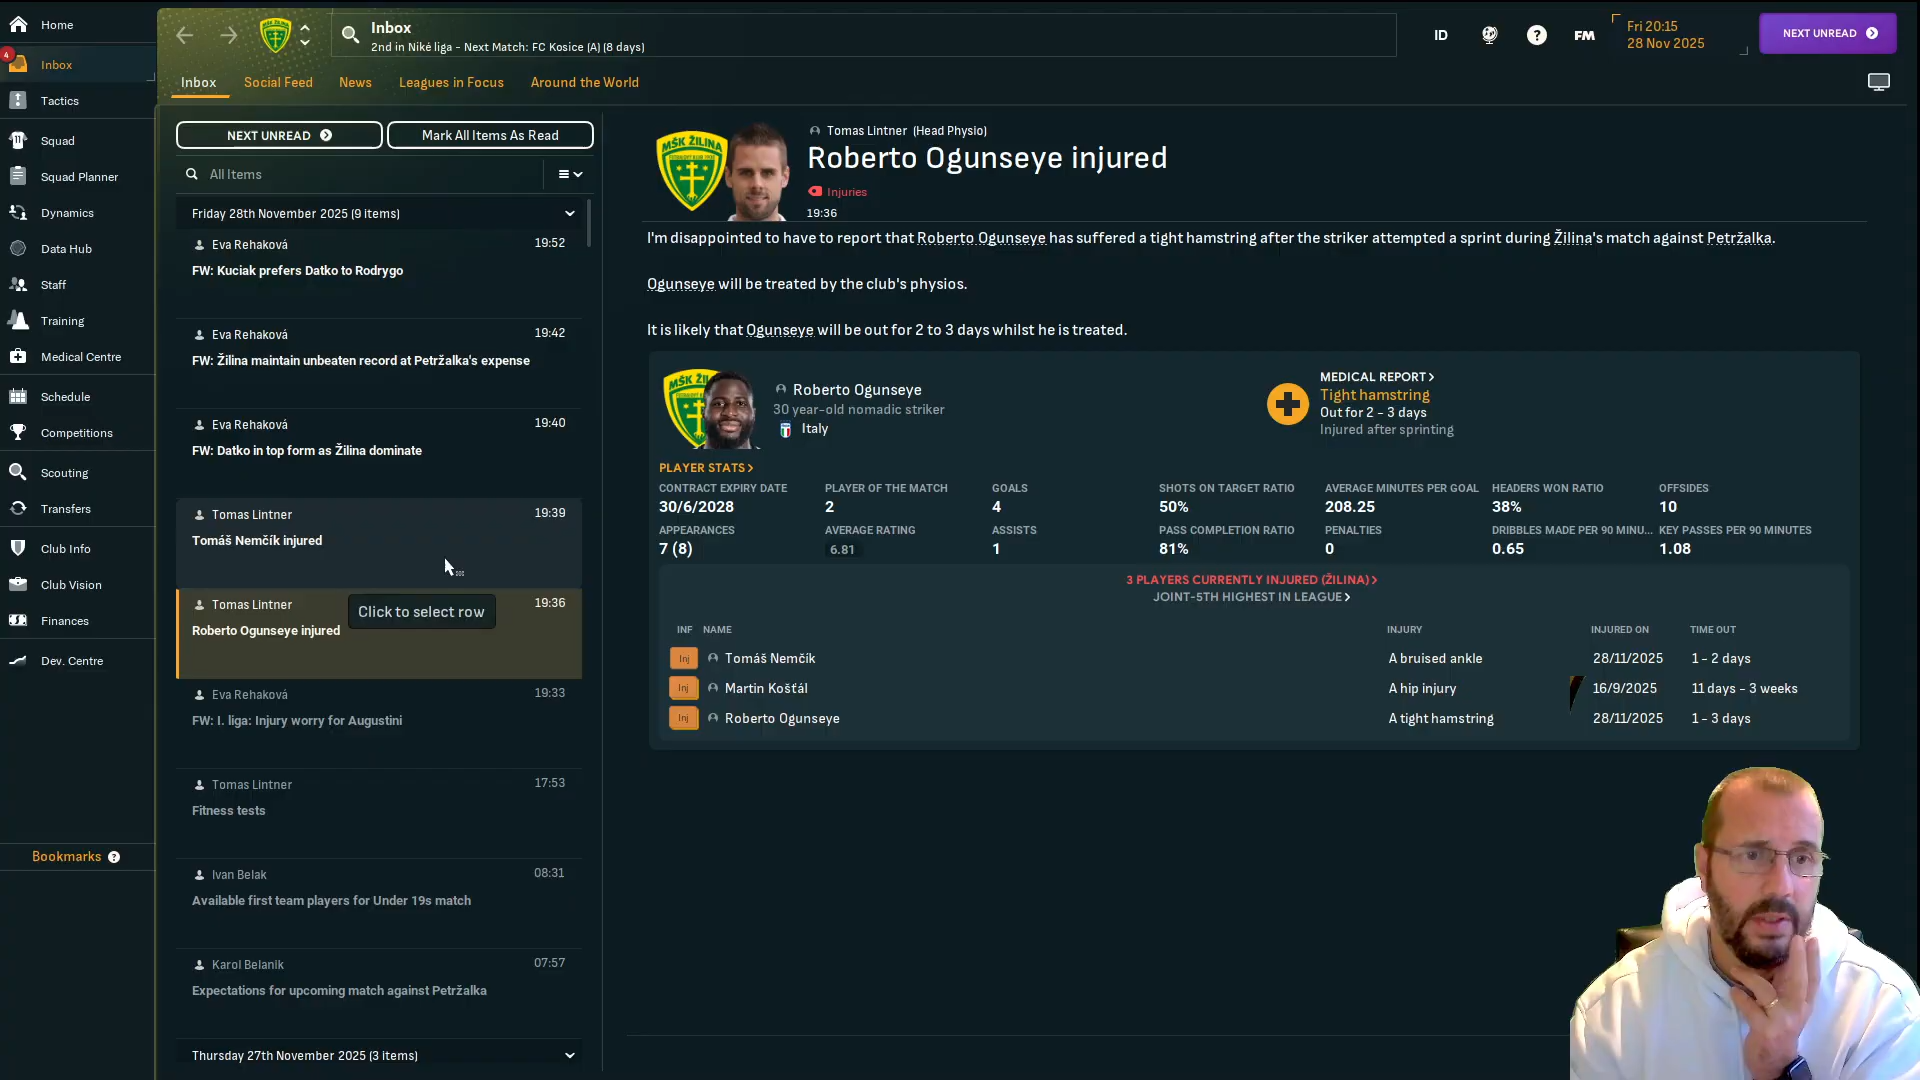 Home
4
Inbox
Tactics
Squad
Squad Planner
Dynamics
Data Hub
Staff
Training
Medical Centre
Schedule
Competitions
Scouting
Transfers
Club Info
Club Vision
Finances
Dev. Centre
Bookmarks ?
Inbox
2nd in Niké liga - Next Match: FC Kosice (A) (8 days)
ID
?
FM
Fri 20:15
28 Nov 2025
NEXT UNREAD
Inbox
Social Feed
News
Leagues in Focus
Around the World
NEXT UNREAD
Mark All Items As Read
All Items
Friday 28th November 2025 (9 items)
Eva Rehaková 19:52
FW: Kuciak prefers Datko to Rodrygo
Eva Rehaková 19:42
FW: Žilina maintain unbeaten record at Petržalka's expense
Eva Rehaková 19:40
FW: Datko in top form as Žilina dominate
Tomas Lintner 19:39
Tomáš Nemčík injured
Tomas Lintner 19:36
Click to select row
Roberto Ogunseye injured
Eva Rehaková 19:33
FW: I. liga: Injury worry for Augustini
Tomas Lintner 17:53
Fitness tests
Ivan Belak 08:31
Available first team players for Under 19s match
Karol Belanik 07:57
Expectations for upcoming match against Petržalka
Thursday 27th November 2025 (3 items)
MŠK ŽILINA
Tomas Lintner (Head Physio)
Roberto Ogunseye injured
Injuries
19:36
I'm disappointed to have to report that Roberto Ogunseye has suffered a tight hamstring after the striker attempted a sprint during Žilina's match against Petržalka.
Ogunseye will be treated by the club's physios.
It is likely that Ogunseye will be out for 2 to 3 days whilst he is treated.
Roberto Ogunseye
30 year-old nomadic striker
Italy
MEDICAL REPORT >
Tight hamstring
Out for 2 - 3 days
Injured after sprinting
PLAYER STATS >
CONTRACT EXPIRY DATE PLAYER OF THE MATCH GOALS SHOTS ON TARGET RATIO AVERAGE MINUTES PER GOAL HEADERS WON RATIO OFFSIDES
30/6/2028 2 4 50% 208.25 38% 10
APPEARANCES AVERAGE RATING ASSISTS PASS COMPLETION RATIO PENALTIES DRIBBLES MADE PER 90 MINU... KEY PASSES PER 90 MINUTES
7 (8) 6.81 1 81% 0 0.65 1.08
3 PLAYERS CURRENTLY INJURED (ŽILINA) >
JOINT-5TH HIGHEST IN LEAGUE >
INF NAME INJURY INJURED ON TIME OUT
Inj Tomáš Nemčík A bruised ankle 28/11/2025 1 - 2 days
Inj Martin Košťál A hip injury 16/9/2025 11 days - 3 weeks
Inj Roberto Ogunseye A tight hamstring 28/11/2025 1 - 3 days